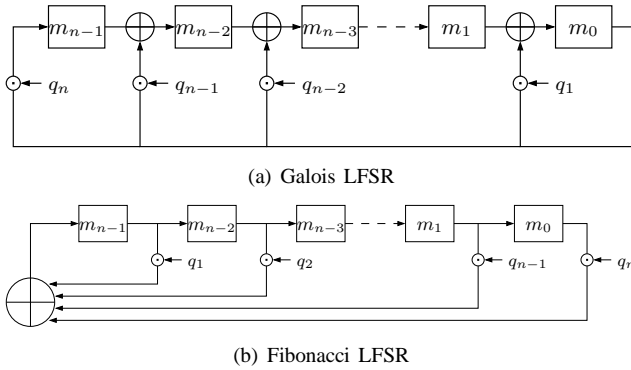 m_{n−1} m_{n−2} m_{n−3} m_1 m_0
q_n q_{n−1} q_{n−2} q_1
(a) Galois LFSR
m_{n−1} m_{n−2} m_{n−3} m_1 m_0
q_1 q_2 q_{n−1} q_n
(b) Fibonacci LFSR